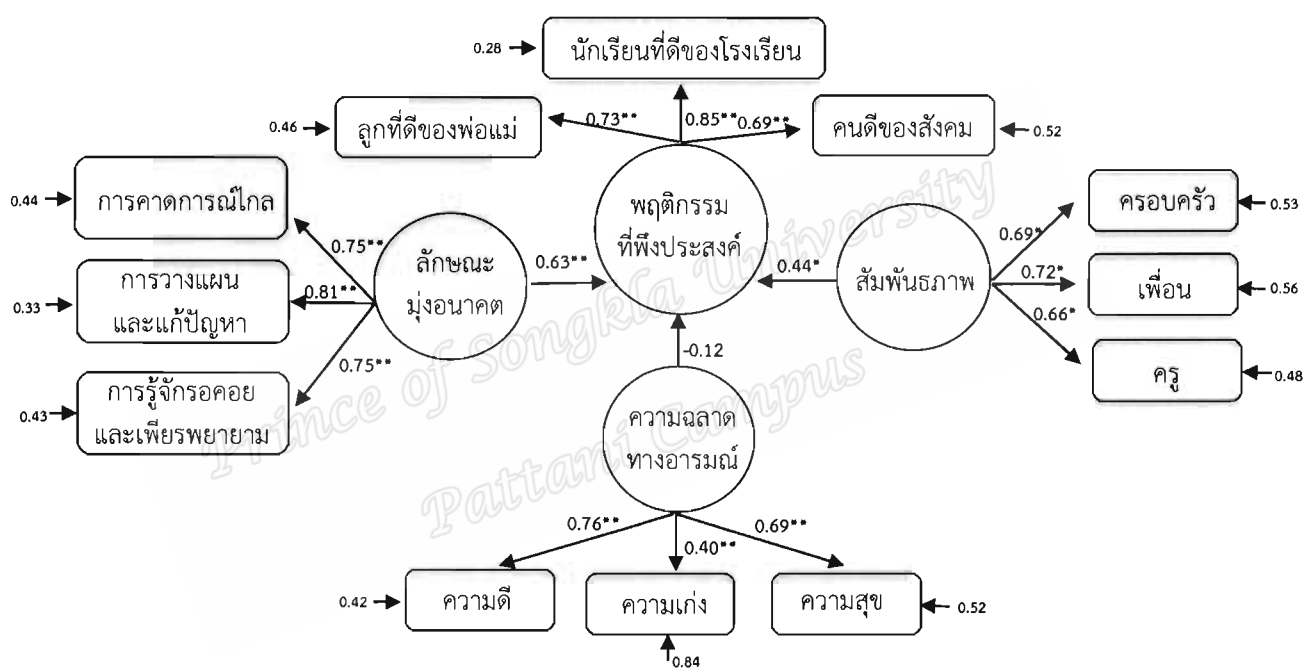 0.28
นักเรียนที่ดีของโรงเรียน
0.46
ลูกที่ดีของพ่อแม่
0.73**
0.85**
0.69**
คนดีของสังคม
0.52
0.44
การคาดการณ์ไกล
0.75**
0.33
การวางแผน
และแก้ปัญหา
0.81**
0.43
การรู้จักรอคอย
และเพียรพยายาม
0.75**
ลักษณะ
มุ่งอนาคต
0.63**
พฤติกรรม
ที่พึงประสงค์
0.44*
สัมพันธภาพ
0.69*
ครอบครัว
0.53
0.72*
เพื่อน
0.56
0.66*
ครู
0.48
-0.12
ความฉลาด
ทางอารมณ์
0.76**
0.40**
0.69**
0.42
ความดี
ความเก่ง
0.84
ความสุข
0.52
Prince of Songkla University
Pattani Campus